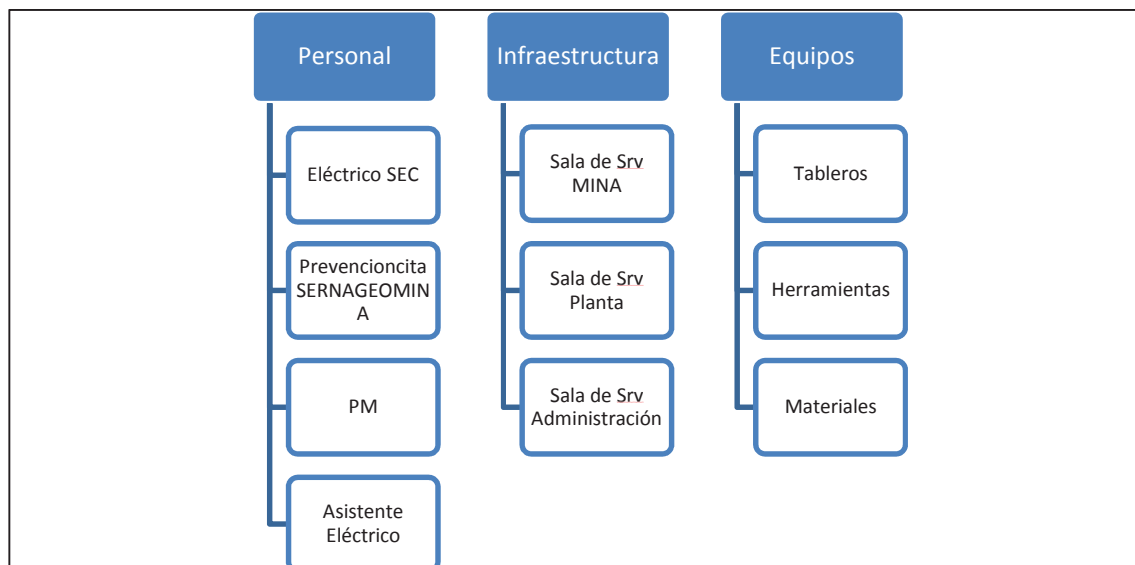 Personal
Eléctrico SEC
Prevencioncita
SERNAGEOMIN
A
PM
Asistente
Eléctrico
Infraestructura
Sala de Srv
MINA
Sala de Srv
Planta
Sala de Srv
Administración
Equipos
Tableros
Herramientas
Materiales